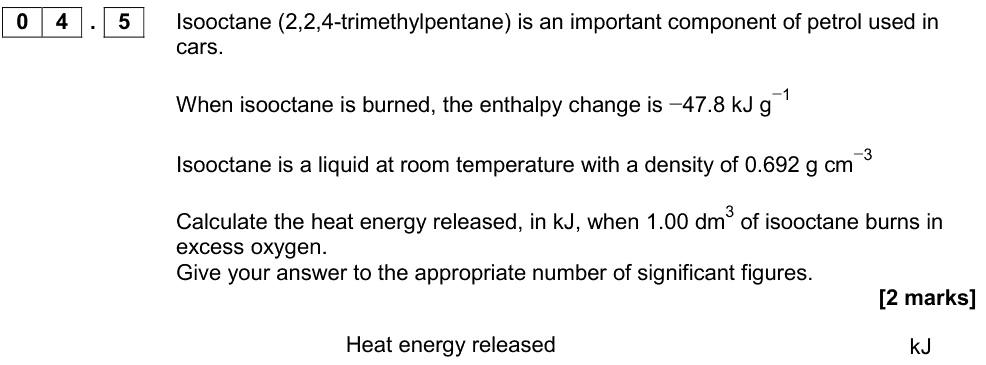 04.5 Isooctane (2,2,4-trimethylpentane) is an important component of petrol used in
cars.
When isooctane is burned, the enthalpy change is −47.8 kJ g⁻¹
Isooctane is a liquid at room temperature with a density of 0.692 g cm⁻³
Calculate the heat energy released, in kJ, when 1.00 dm³ of isooctane burns in
excess oxygen.
Give your answer to the appropriate number of significant figures.
[2 marks]
Heat energy released kJ